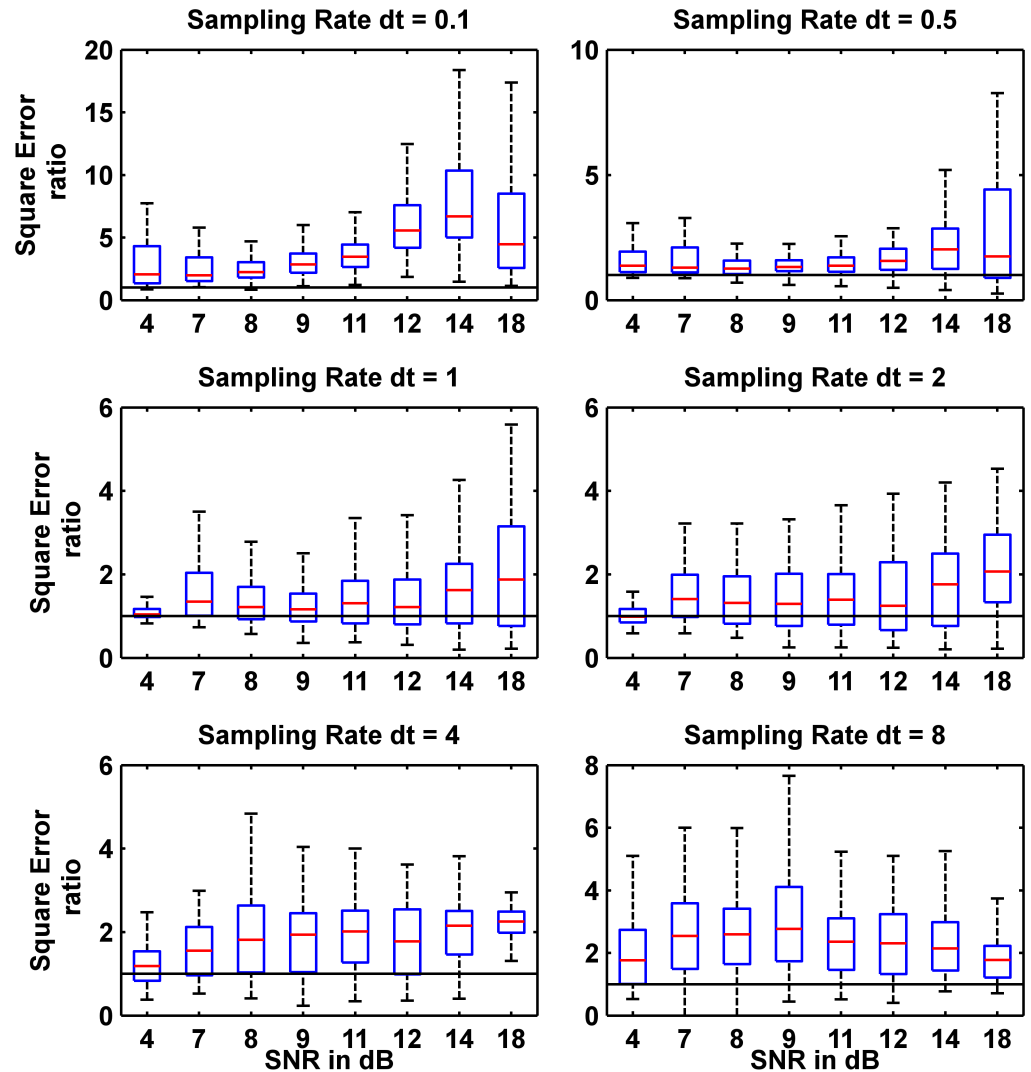 Sampling Rate dt = 0.1
Square Error
ratio
20
15
10
5
0
4 7 8 9 11 12 14 18
Sampling Rate dt = 0.5
10
5
0
4 7 8 9 11 12 14 18
Sampling Rate dt = 1
Square Error
ratio
6
4
2
0
4 7 8 9 11 12 14 18
Sampling Rate dt = 2
6
4
2
0
4 7 8 9 11 12 14 18
Sampling Rate dt = 4
Square Error
ratio
6
4
2
0
4 7 8 9 11 12 14 18
SNR in dB
Sampling Rate dt = 8
8
6
4
2
0
4 7 8 9 11 12 14 18
SNR in dB